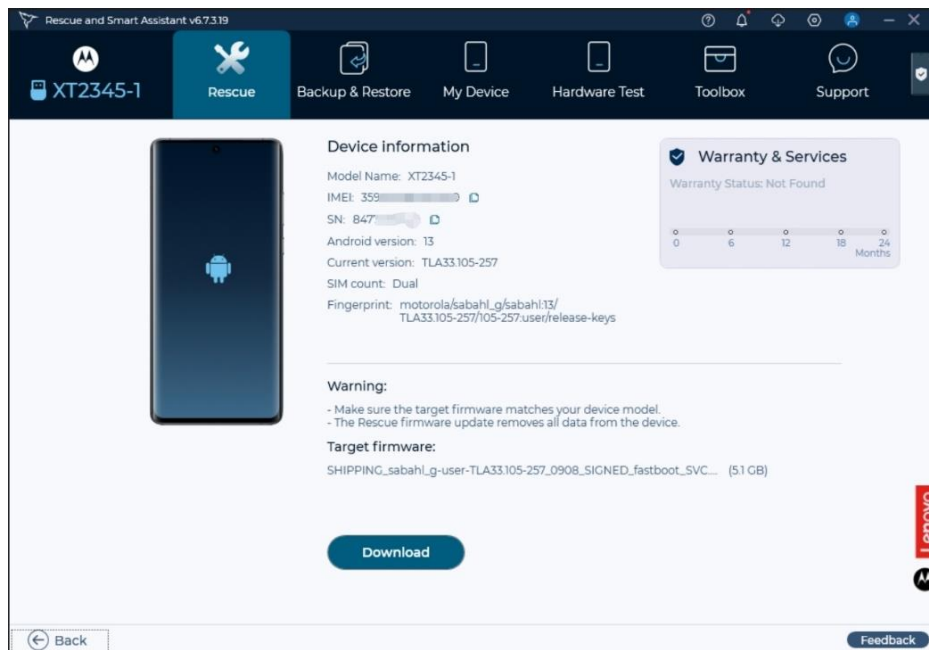 Rescue and Smart Assistant v6.7.3.19
XT2345-1
Rescue
Backup & Restore
My Device
Hardware Test
Toolbox
Support
Device information
Model Name: XT2345-1
IMEI: 359
SN: 847
Android version: 13
Current version: TLA33.105-257
SIM count: Dual
Fingerprint: motorola/sabahl_g/sabahl:13/
TLA33.105-257/105-257:user/release-keys
Warranty & Services
Warranty Status: Not Found
0 6 12 18 24
Months
Warning:
- Make sure the target firmware matches your device model.
- The Rescue firmware update removes all data from the device.
Target firmware:
SHIPPING_sabahl_g-user-TLA33.105-257_0908_SIGNED_fastboot_SVC.... (5.1 GB)
Download
Lenovo
Back
Feedback